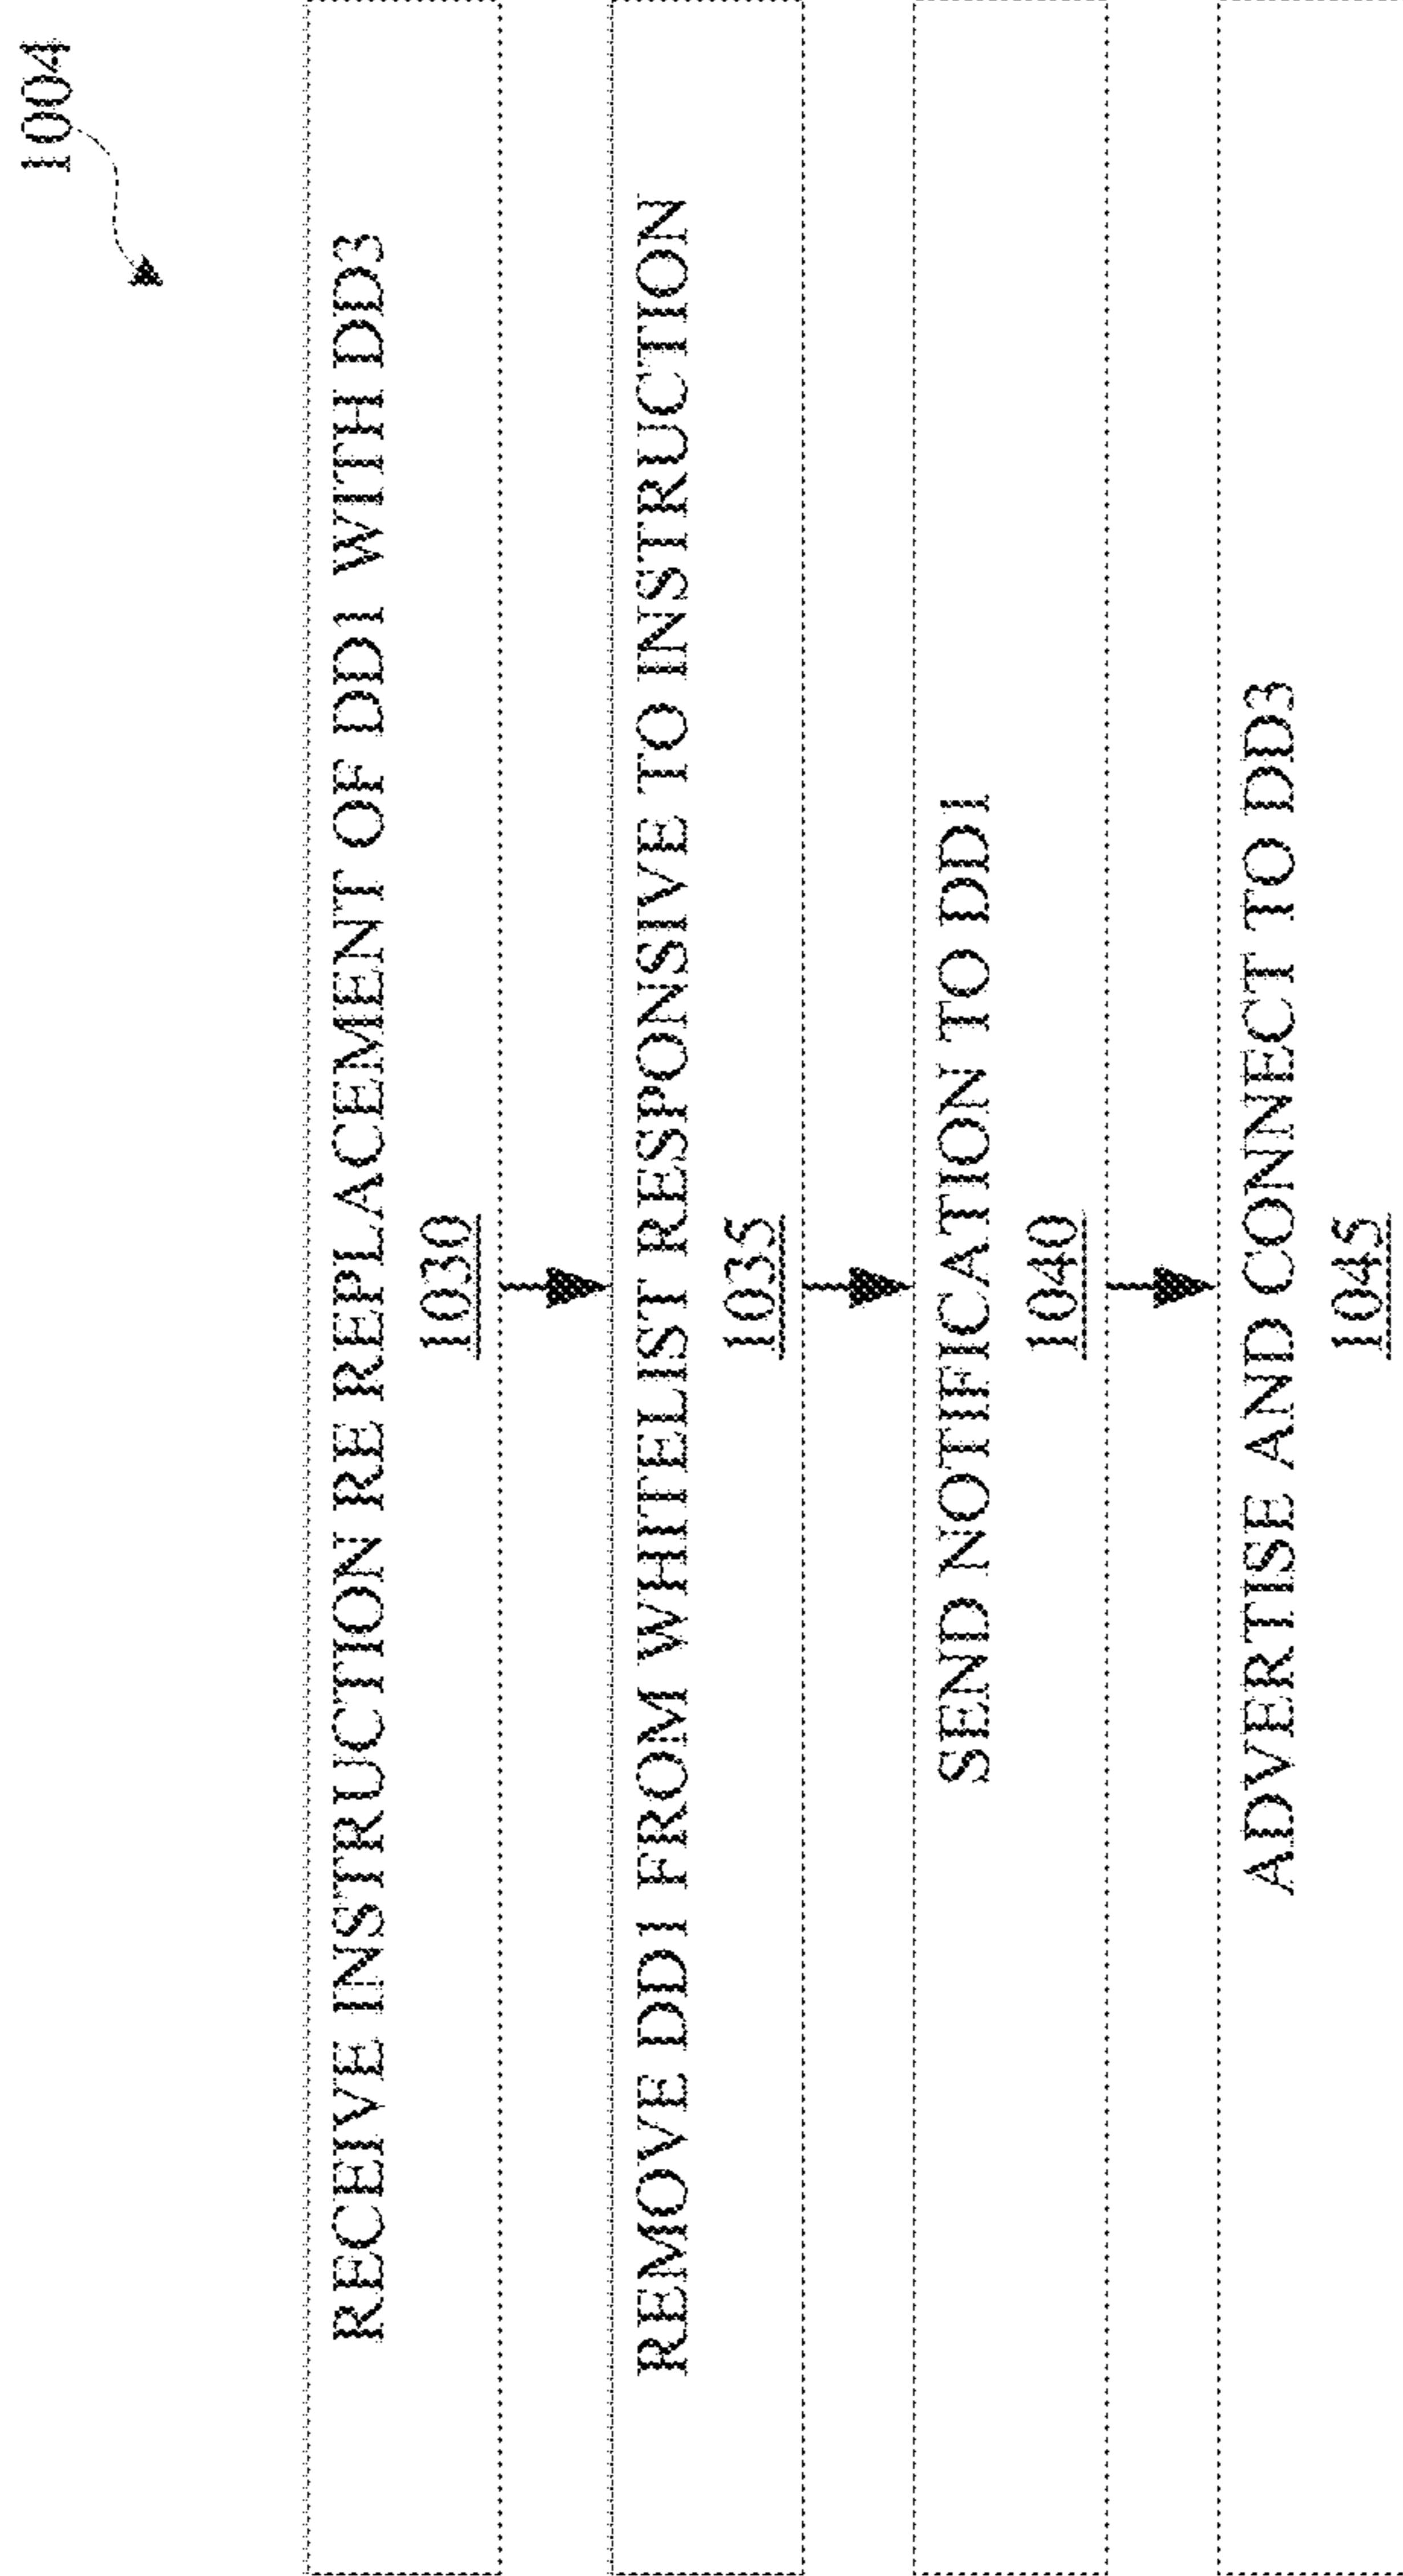 1004
RECEIVE INSTRUCTION RE REPLACEMENT OF DD1 WITH DD3
1030
REMOVE DD1 FROM WHITELIST RESPONSIVE TO INSTRUCTION
1035
SEND NOTIFICATION TO DD1
1040
ADVERTISE AND CONNECT TO DD3
1045